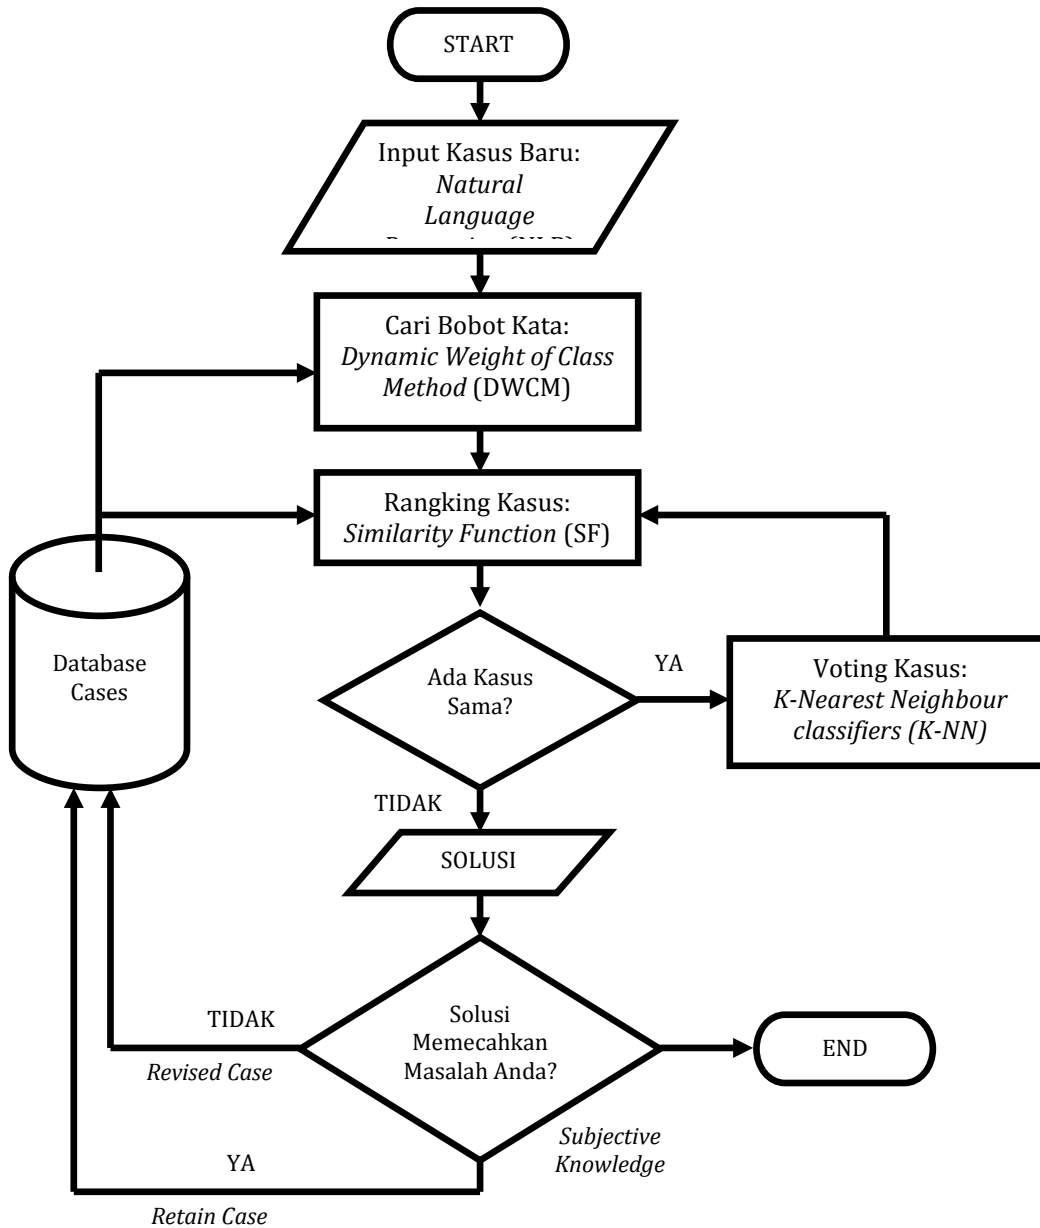 START
Input Kasus Baru:
Natural
Language
Cari Bobot Kata:
Dynamic Weight of Class
Method (DWCM)
Rangking Kasus:
Similarity Function (SF)
Database
Cases
Ada Kasus
Sama?
YA
Voting Kasus:
K-Nearest Neighbour
classifiers (K-NN)
TIDAK
SOLUSI
Solusi
Memecahkan
Masalah Anda?
TIDAK
Revised Case
END
Subjective
Knowledge
YA
Retain Case